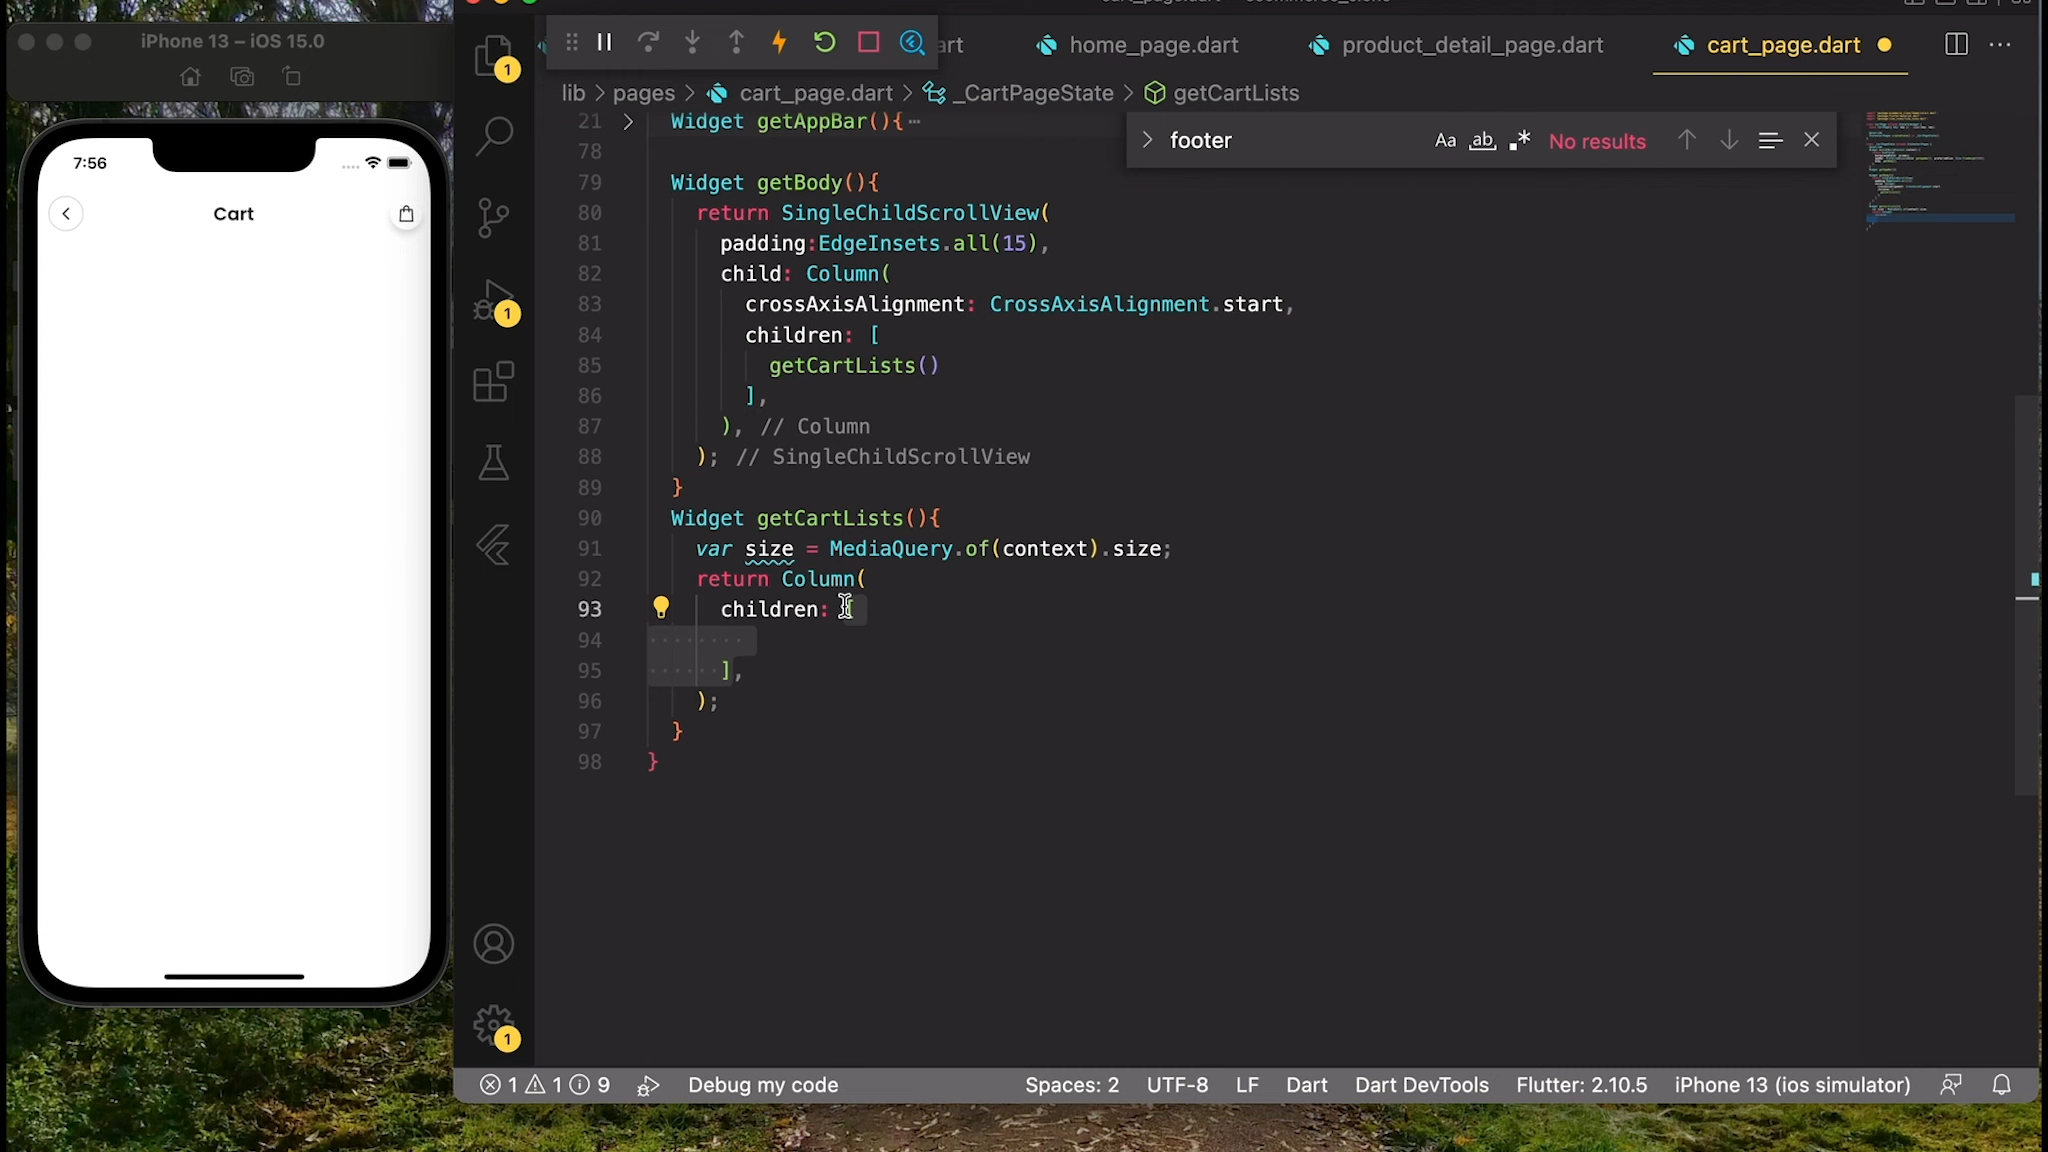 iPhone 13 – iOS 15.0
7:56
Cart
art
home_page.dart
product_detail_page.dart
cart_page.dart
lib > pages > cart_page.dart > _CartPageState > getCartLists
footer
Aa
ab
No results
21 Widget getAppBar(){
78
79 Widget getBody(){
80 return SingleChildScrollView(
81 padding:EdgeInsets.all(15),
82 child: Column(
83 crossAxisAlignment: CrossAxisAlignment.start,
84 children: [
85 getCartLists()
86 ],
87 ), // Column
88 ); // SingleChildScrollView
89 }
90 Widget getCartLists(){
91 var size = MediaQuery.of(context).size;
92 return Column(
93 children: [
94
95 ],
96 );
97 }
98 }
1
1
1
1 1 9 Debug my code Spaces: 2 UTF-8 LF Dart Dart DevTools Flutter: 2.10.5 iPhone 13 (ios simulator)